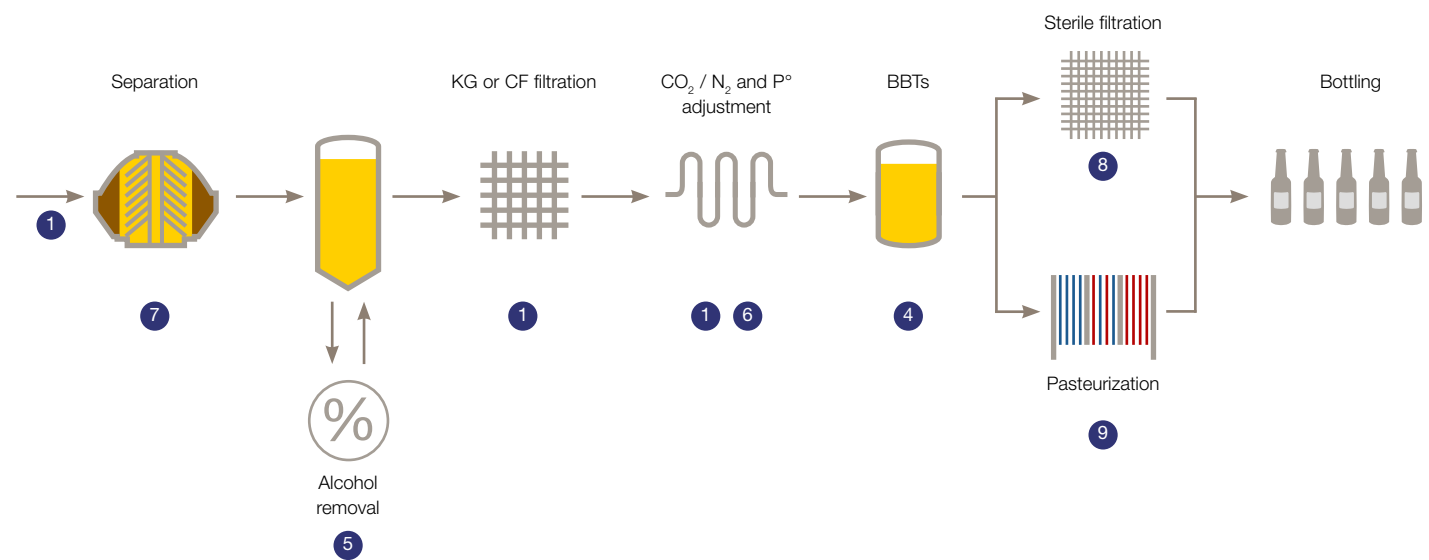 Sterile filtration
Separation
KG or CF filtration
CO₂ / N₂ and P°
adjustment
BBTs
Bottling
8
1
7
1
1 6
4
Pasteurization
%
9
Alcohol
removal
5